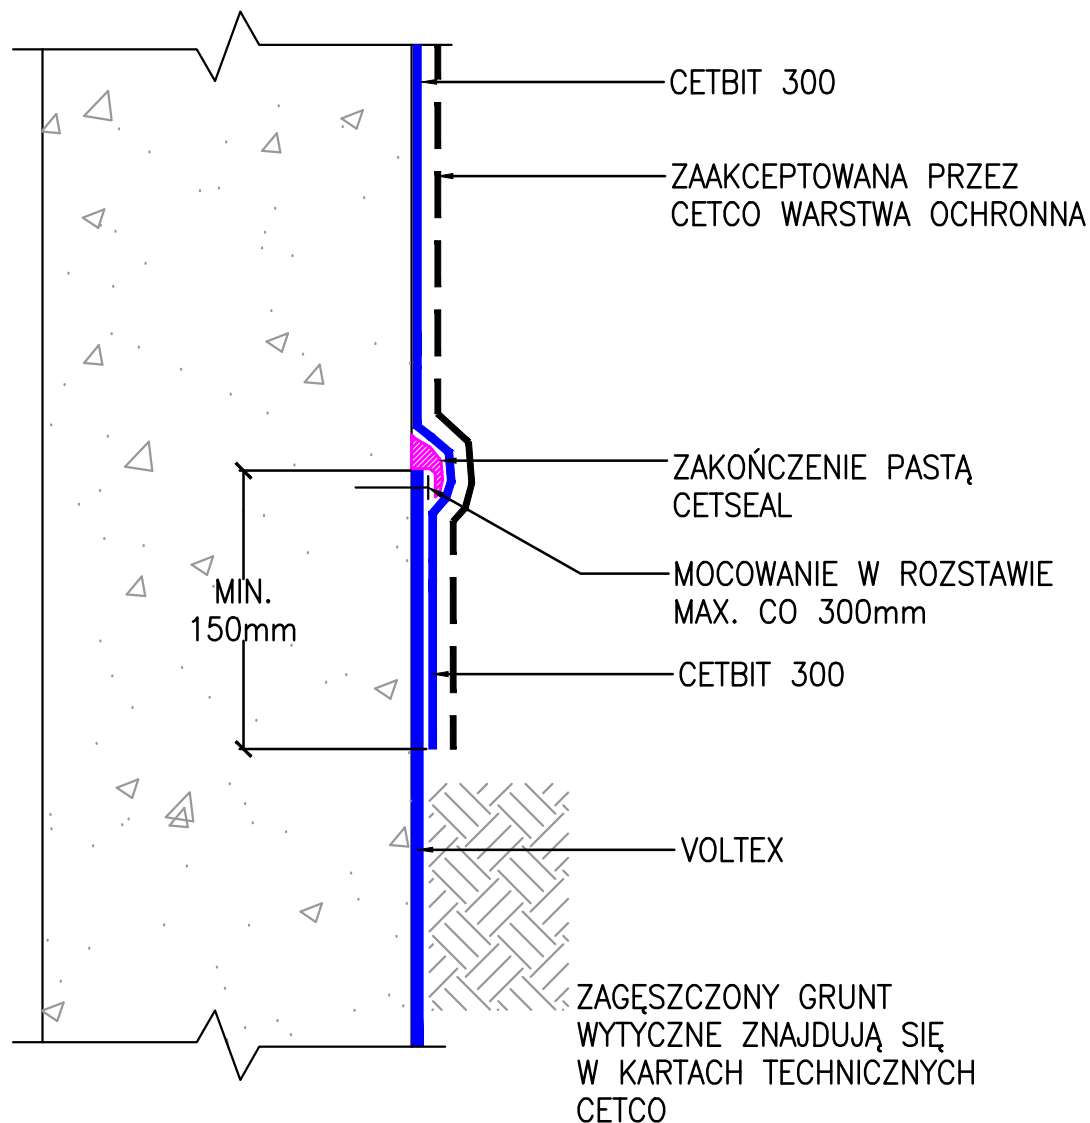 CETBIT 300
ZAAKCEPTOWANA PRZEZ
CETCO WARSTWA OCHRONNA
ZAKOŃCZENIE PASTĄ
CETSEAL
MOCOWANIE W ROZSTAWIE
MAX. CO 300mm
MIN.
150mm
CETBIT 300
VOLTEX
ZAGĘSZCZONY GRUNT
WYTYCZNE ZNAJDUJĄ SIĘ
W KARTACH TECHNICZNYCH
CETCO